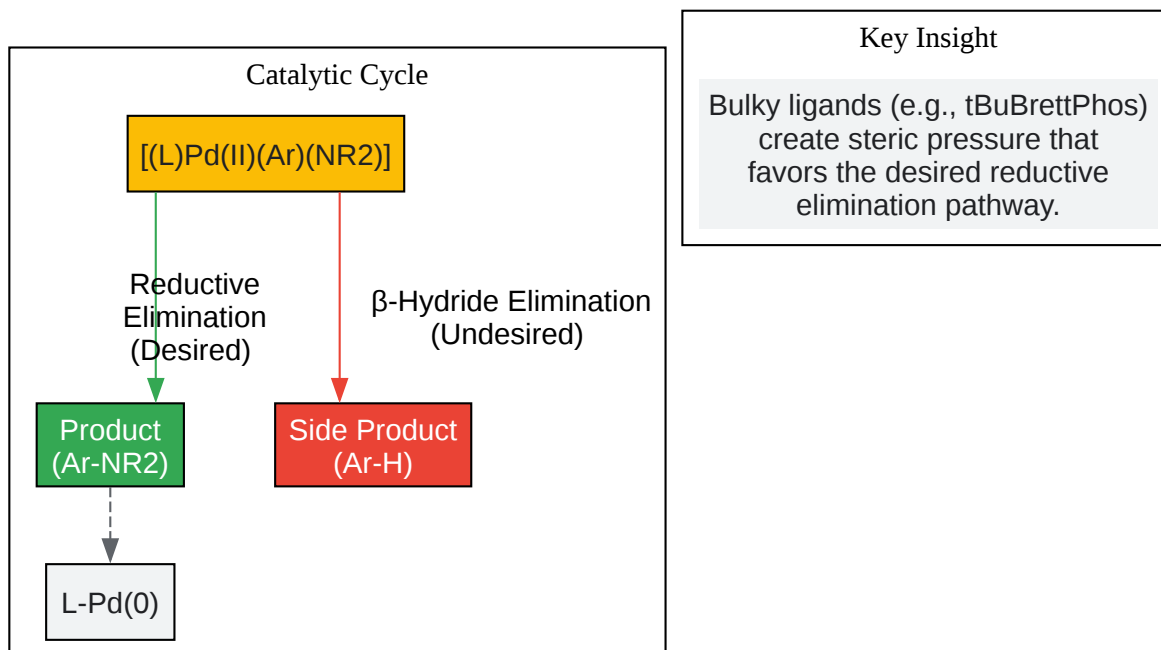 Catalytic Cycle
[(L)Pd(II)(Ar)(NR2)]
Reductive
Elimination
(Desired)
β-Hydride Elimination
(Undesired)
Product
(Ar-NR2)
Side Product
(Ar-H)
L-Pd(0)
Key Insight
Bulky ligands (e.g., tBuBrettPhos)
create steric pressure that
favors the desired reductive
elimination pathway.